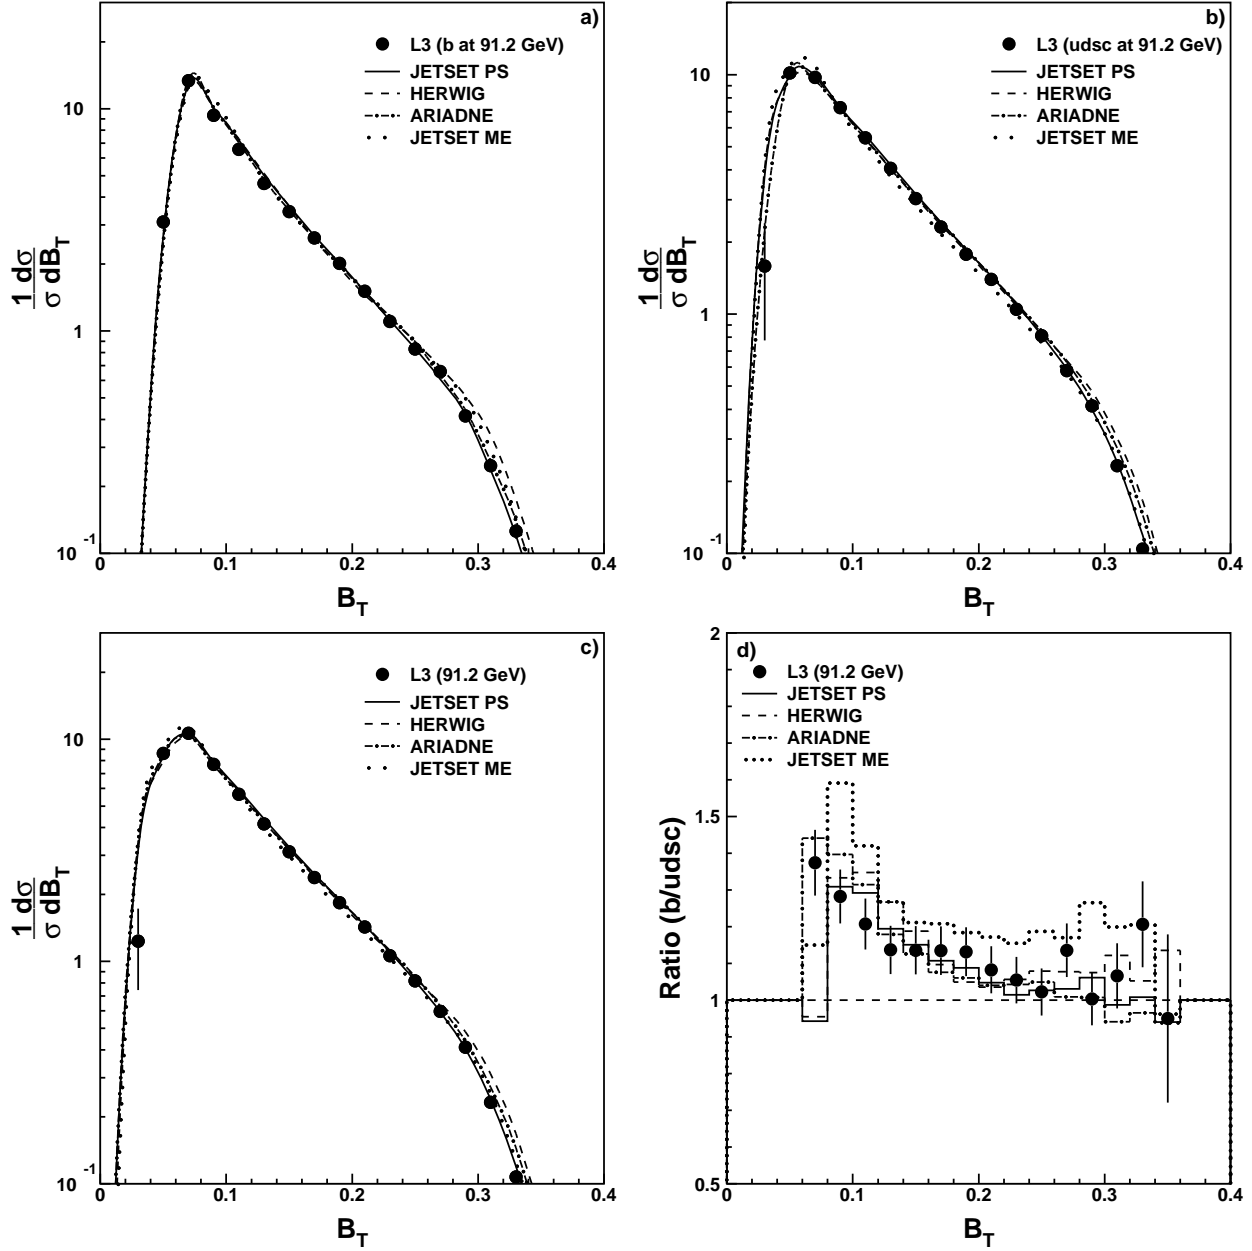 a)
L3 (b at 91.2 GeV)
JETSET PS
HERWIG
ARIADNE
JETSET ME
10
1
10 -1
1 dσ
σ dB_T
0 0.1 0.2 0.3 0.4
B_T
b)
L3 (udsc at 91.2 GeV)
JETSET PS
HERWIG
ARIADNE
JETSET ME
10
1
10 -1
1 dσ
σ dB_T
0 0.1 0.2 0.3 0.4
B_T
c)
L3 (91.2 GeV)
JETSET PS
HERWIG
ARIADNE
JETSET ME
10
1
10 -1
1 dσ
σ dB_T
0 0.1 0.2 0.3 0.4
B_T
d)
L3 (91.2 GeV)
JETSET PS
HERWIG
ARIADNE
JETSET ME
2
1.5
1
0.5
Ratio (b/udsc)
0 0.1 0.2 0.3 0.4
B_T